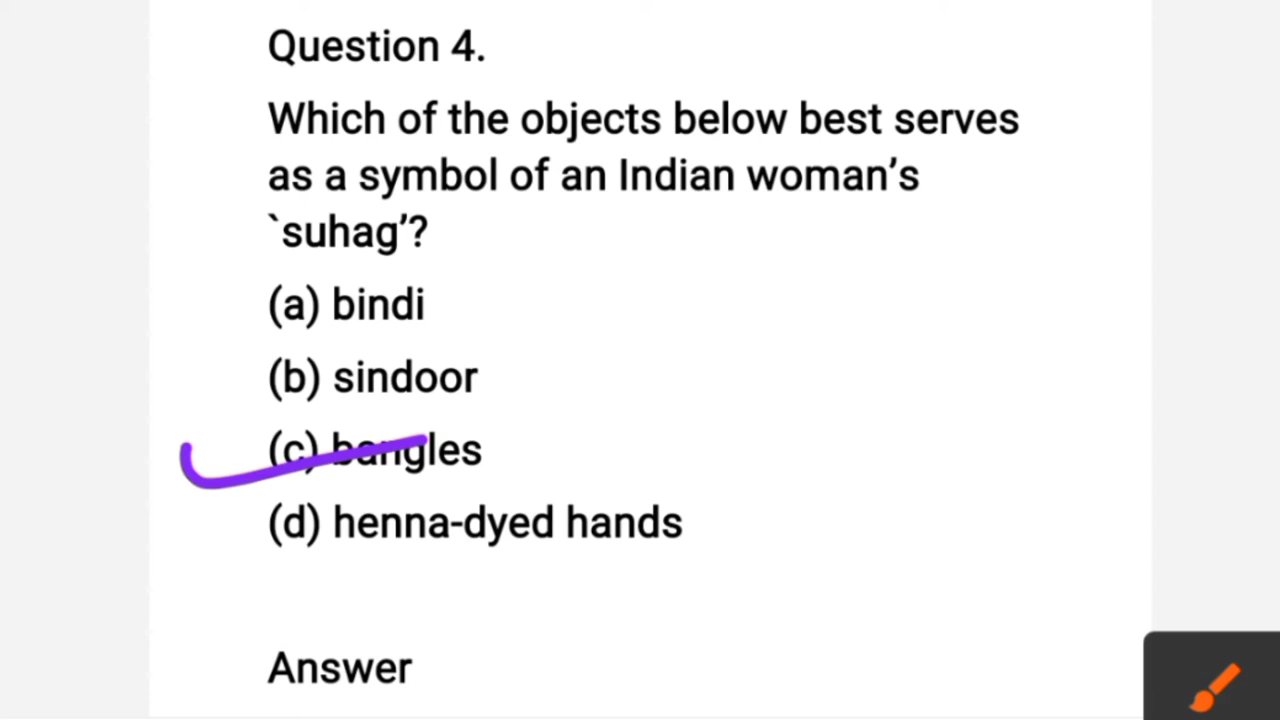 Question 4.
Which of the objects below best serves
as a symbol of an Indian woman’s
`suhag’?
(a) bindi
(b) sindoor
(c) bangles
(d) henna-dyed hands
Answer